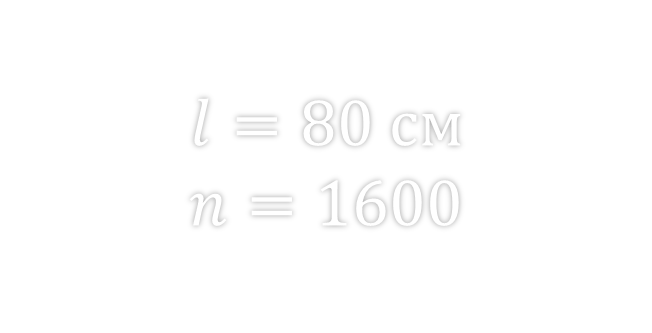 l = 80 см
n = 1600